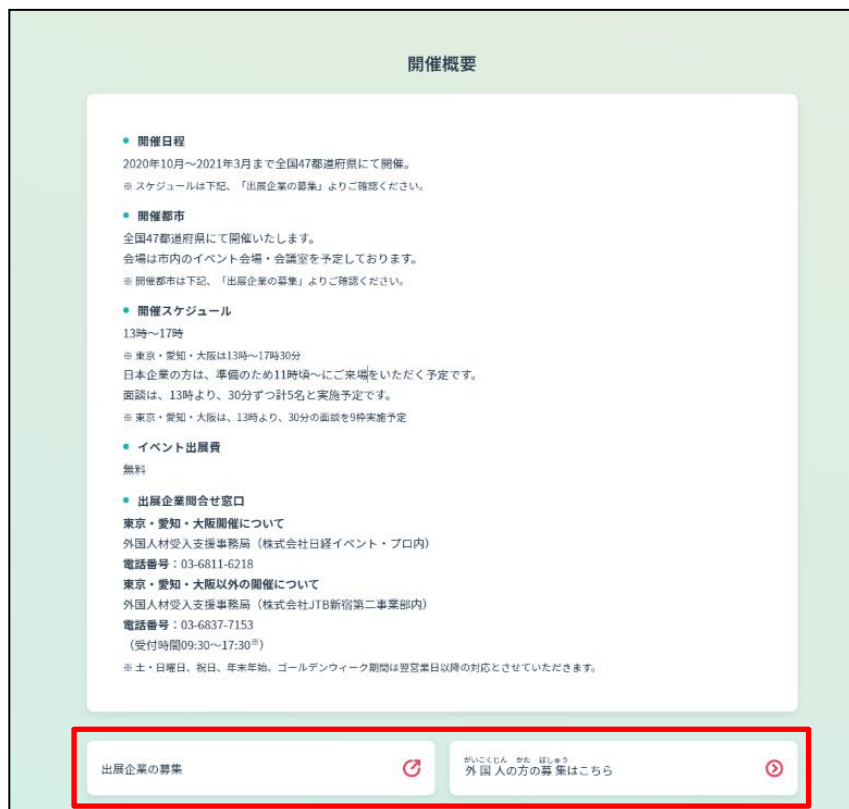 開催概要
開催日程
2020年10月～2021年3月まで全国47都道府県にて開催。
※ スケジュールは下記、「出展企業の募集」よりご確認ください。
開催都市
全国47都道府県にて開催いたします。
会場は市内のイベント会場・会議室を予定しております。
※ 開催都市は下記、「出展企業の募集」よりご確認ください。
開催スケジュール
13時～17時
※ 東京・愛知・大阪は13時～17時30分
日本企業の方は、準備のため11時頃～にご来場をいただく予定です。
面談は、13時より、30分ずつ計5名と実施予定です。
※ 東京・愛知・大阪は、13時より、30分の面談を9枠実施予定
イベント出展費
無料
出展企業問合せ窓口
東京・愛知・大阪開催について
外国人材受入支援事務局（株式会社日経イベント・プロ内）
電話番号：03-6811-6218
東京・愛知・大阪以外の開催について
外国人材受入支援事務局（株式会社JTB新宿第二事業部内）
電話番号：03-6837-7153
（受付時間09:30～17:30※）
※ 土・日曜日、祝日、年末年始、ゴールデンウィーク期間は翌営業日以降の対応とさせていただきます。
出展企業の募集
がいこくじん かた ぼしゅう
外国人の方の募集はこちら